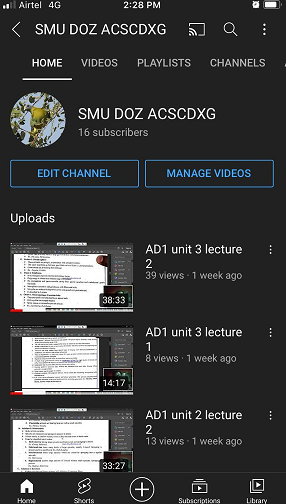 Airtel 4G 2:28 PM
SMU DOZ ACSCDXG
HOME VIDEOS PLAYLISTS CHANNELS
SMU DOZ ACSCDXG
16 subscribers
EDIT CHANNEL MANAGE VIDEOS
Uploads
38:33
AD1 unit 3 lecture
2
39 views · 1 week ago
14:17
AD1 unit 3 lecture
1
8 views · 1 week ago
33:27
AD1 unit 2 lecture
2
13 views · 1 week ago
Home Shorts Subscriptions Library